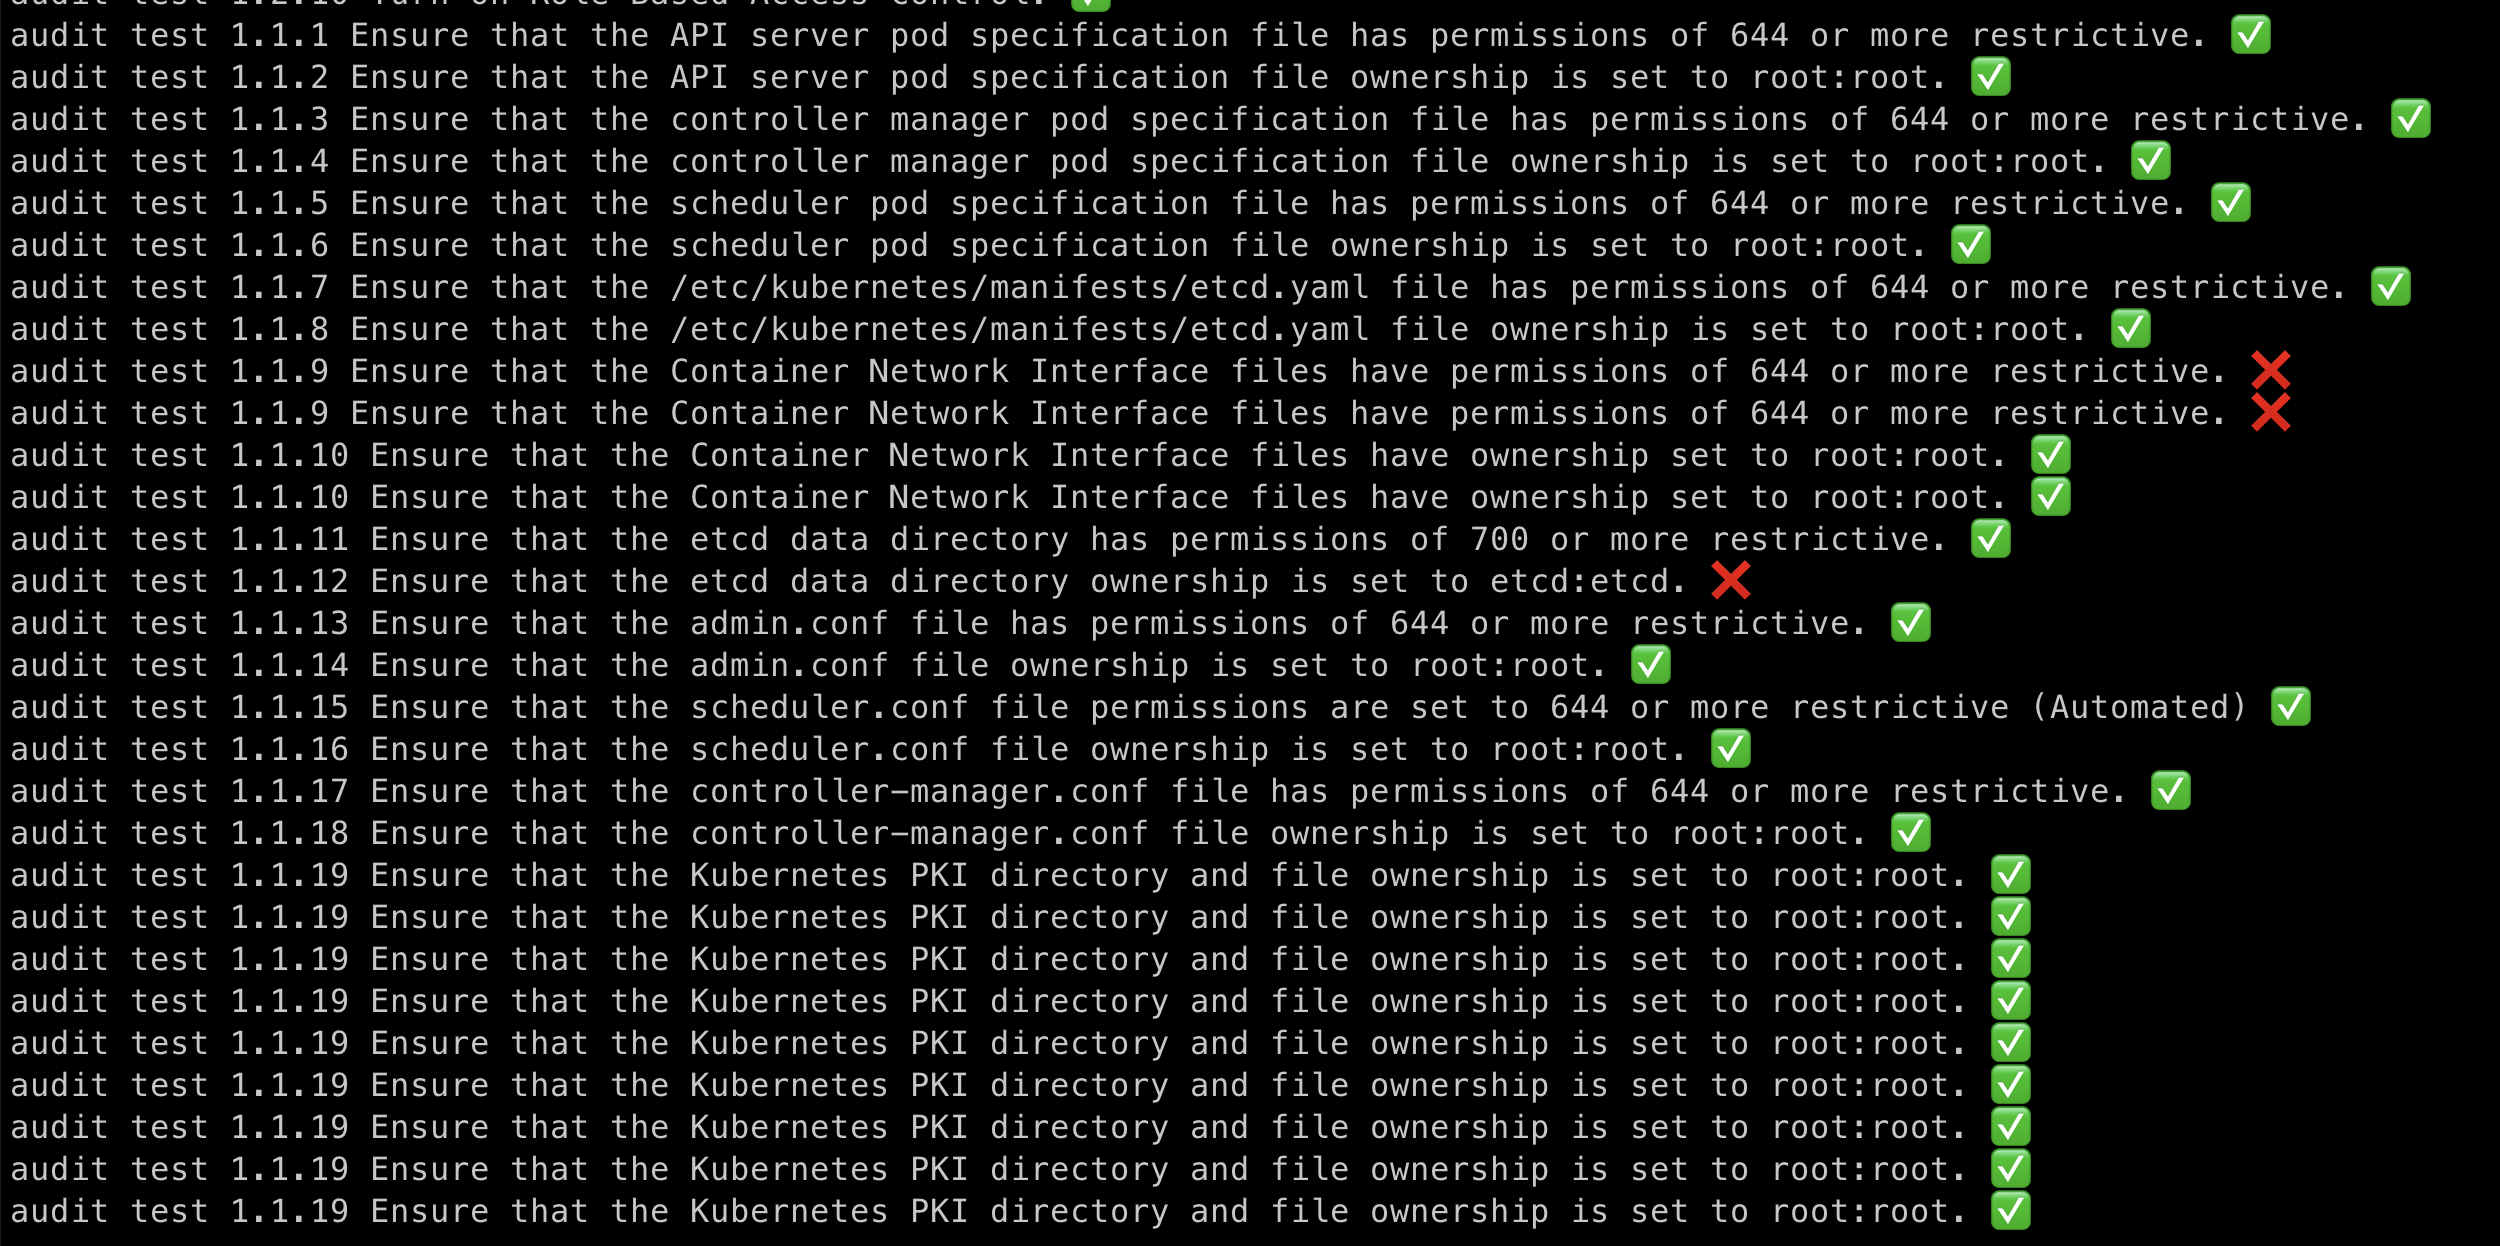 audit test 1.2.10 Turn on Role Based Access Control. ✅
audit test 1.1.1 Ensure that the API server pod specification file has permissions of 644 or more restrictive. ✅
audit test 1.1.2 Ensure that the API server pod specification file ownership is set to root:root. ✅
audit test 1.1.3 Ensure that the controller manager pod specification file has permissions of 644 or more restrictive. ✅
audit test 1.1.4 Ensure that the controller manager pod specification file ownership is set to root:root. ✅
audit test 1.1.5 Ensure that the scheduler pod specification file has permissions of 644 or more restrictive. ✅
audit test 1.1.6 Ensure that the scheduler pod specification file ownership is set to root:root. ✅
audit test 1.1.7 Ensure that the /etc/kubernetes/manifests/etcd.yaml file has permissions of 644 or more restrictive. ✅
audit test 1.1.8 Ensure that the /etc/kubernetes/manifests/etcd.yaml file ownership is set to root:root. ✅
audit test 1.1.9 Ensure that the Container Network Interface files have permissions of 644 or more restrictive. ❌
audit test 1.1.9 Ensure that the Container Network Interface files have permissions of 644 or more restrictive. ❌
audit test 1.1.10 Ensure that the Container Network Interface files have ownership set to root:root. ✅
audit test 1.1.10 Ensure that the Container Network Interface files have ownership set to root:root. ✅
audit test 1.1.11 Ensure that the etcd data directory has permissions of 700 or more restrictive. ✅
audit test 1.1.12 Ensure that the etcd data directory ownership is set to etcd:etcd. ❌
audit test 1.1.13 Ensure that the admin.conf file has permissions of 644 or more restrictive. ✅
audit test 1.1.14 Ensure that the admin.conf file ownership is set to root:root. ✅
audit test 1.1.15 Ensure that the scheduler.conf file permissions are set to 644 or more restrictive (Automated) ✅
audit test 1.1.16 Ensure that the scheduler.conf file ownership is set to root:root. ✅
audit test 1.1.17 Ensure that the controller-manager.conf file has permissions of 644 or more restrictive. ✅
audit test 1.1.18 Ensure that the controller-manager.conf file ownership is set to root:root. ✅
audit test 1.1.19 Ensure that the Kubernetes PKI directory and file ownership is set to root:root. ✅
audit test 1.1.19 Ensure that the Kubernetes PKI directory and file ownership is set to root:root. ✅
audit test 1.1.19 Ensure that the Kubernetes PKI directory and file ownership is set to root:root. ✅
audit test 1.1.19 Ensure that the Kubernetes PKI directory and file ownership is set to root:root. ✅
audit test 1.1.19 Ensure that the Kubernetes PKI directory and file ownership is set to root:root. ✅
audit test 1.1.19 Ensure that the Kubernetes PKI directory and file ownership is set to root:root. ✅
audit test 1.1.19 Ensure that the Kubernetes PKI directory and file ownership is set to root:root. ✅
audit test 1.1.19 Ensure that the Kubernetes PKI directory and file ownership is set to root:root. ✅
audit test 1.1.19 Ensure that the Kubernetes PKI directory and file ownership is set to root:root. ✅